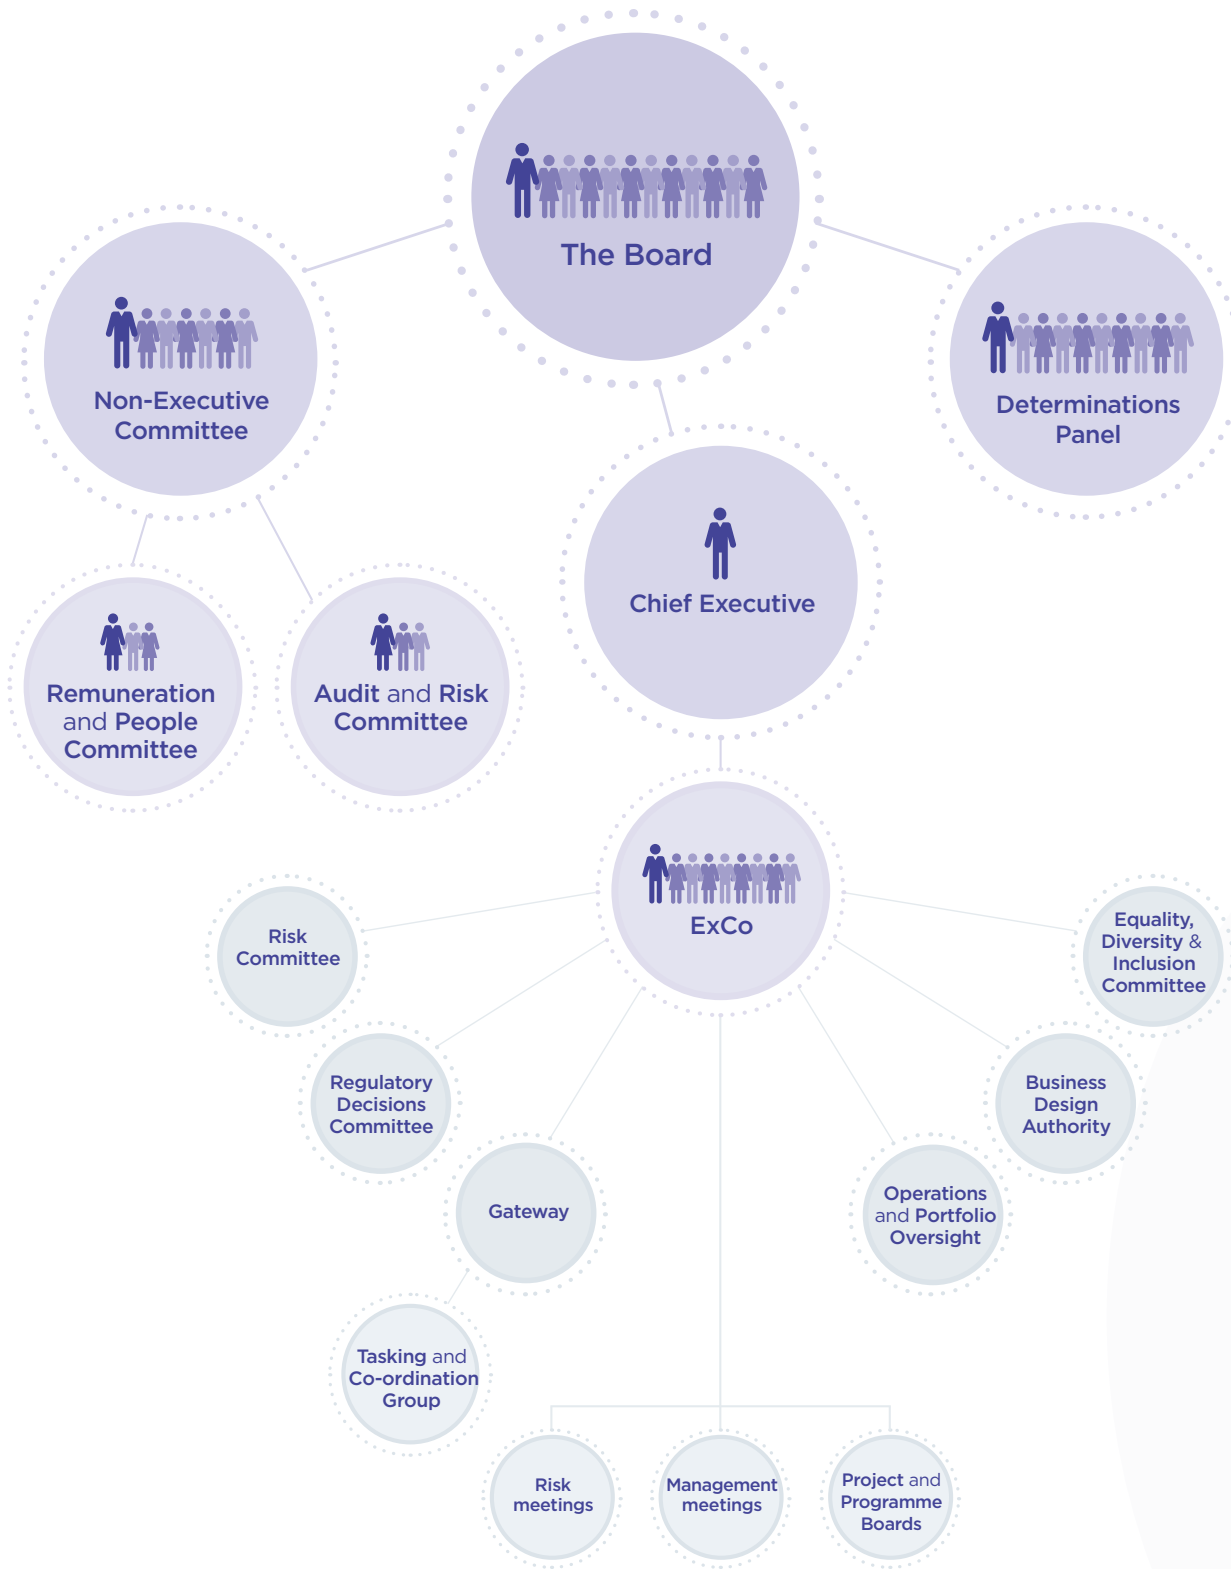 The Board
Non-Executive
Committee
Determinations
Panel
Chief Executive
Remuneration
and People
Committee
Audit and Risk
Committee
ExCo
Risk
Committee
Equality,
Diversity &
Inclusion
Committee
Regulatory
Decisions
Committee
Business
Design
Authority
Gateway
Operations
and Portfolio
Oversight
Tasking and
Co-ordination
Group
Risk
meetings
Management
meetings
Project and
Programme
Boards